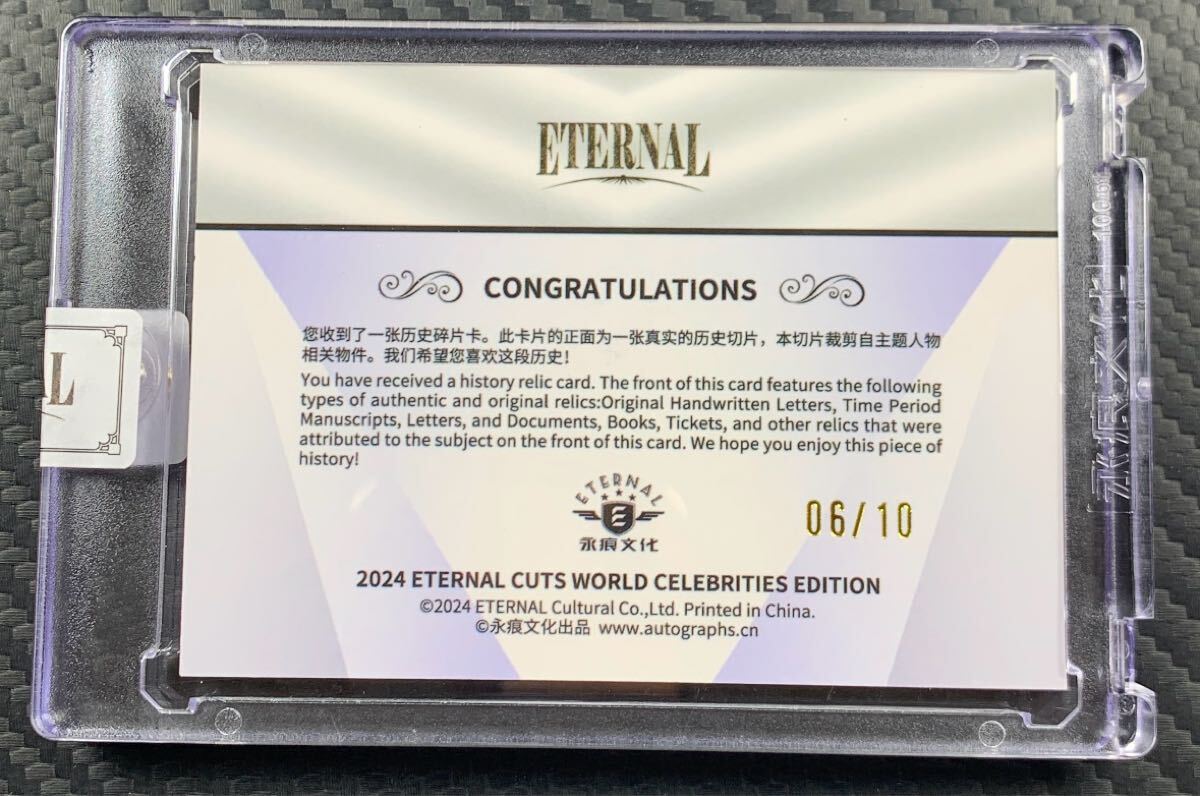 ETERNAL
CONGRATULATIONS
您收到了一张历史碎片卡。此卡片的正面为一张真实的历史切片，本切片裁剪自主题人物
相关物件。我们希望您喜欢这段历史！
You have received a history relic card. The front of this card features the following
types of authentic and original relics:Original Handwritten Letters, Time Period
Manuscripts, Letters, and Documents, Books, Tickets, and other relics that were
attributed to the subject on the front of this card. We hope you enjoy this piece of
history!
ETERNAL
E
永痕文化
06/10
2024 ETERNAL CUTS WORLD CELEBRITIES EDITION
©2024 ETERNAL Cultural Co.,Ltd. Printed in China.
©永痕文化出品 www.autographs.cn
L
永痕文化